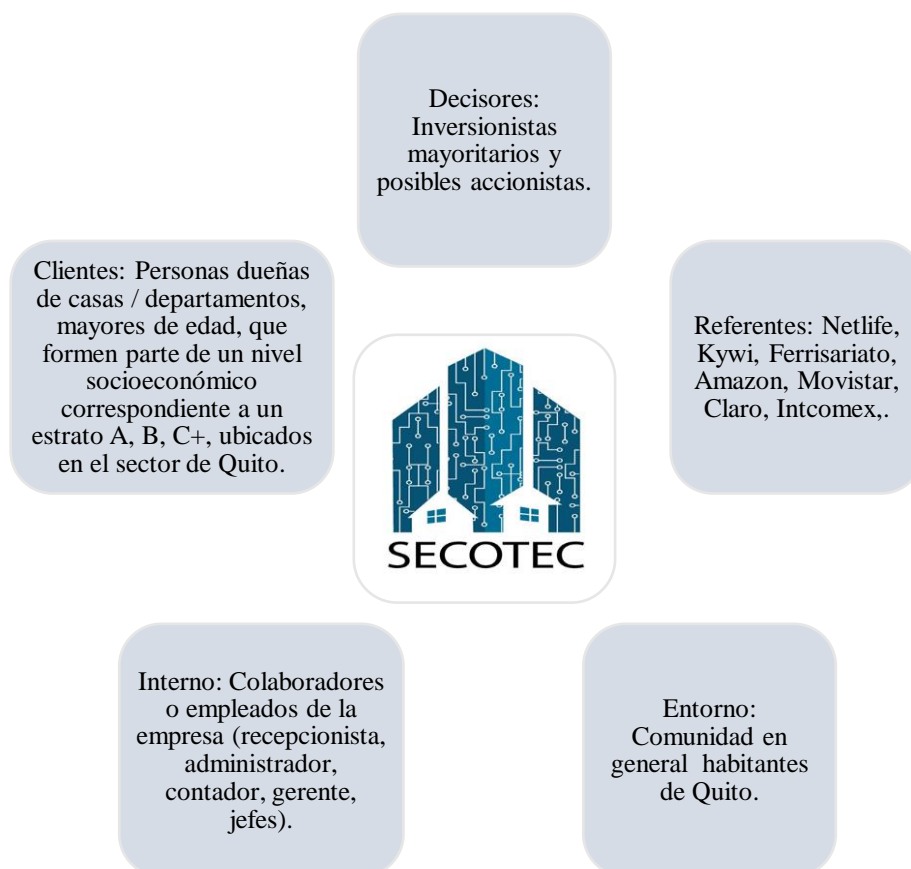 Decisores:
Inversionistas
mayoritarios y
posibles accionistas.
Clientes: Personas dueñas
de casas / departamentos,
mayores de edad, que
formen parte de un nivel
socioeconómico
correspondiente a un
estrato A, B, C+, ubicados
en el sector de Quito.
Referentes: Netlife,
Kywi, Ferrisariato,
Amazon, Movistar,
Claro, Intcomex,.
SECOTEC
Interno: Colaboradores
o empleados de la
empresa (recepcionista,
administrador,
contador, gerente,
jefes).
Entorno:
Comunidad en
general habitantes
de Quito.